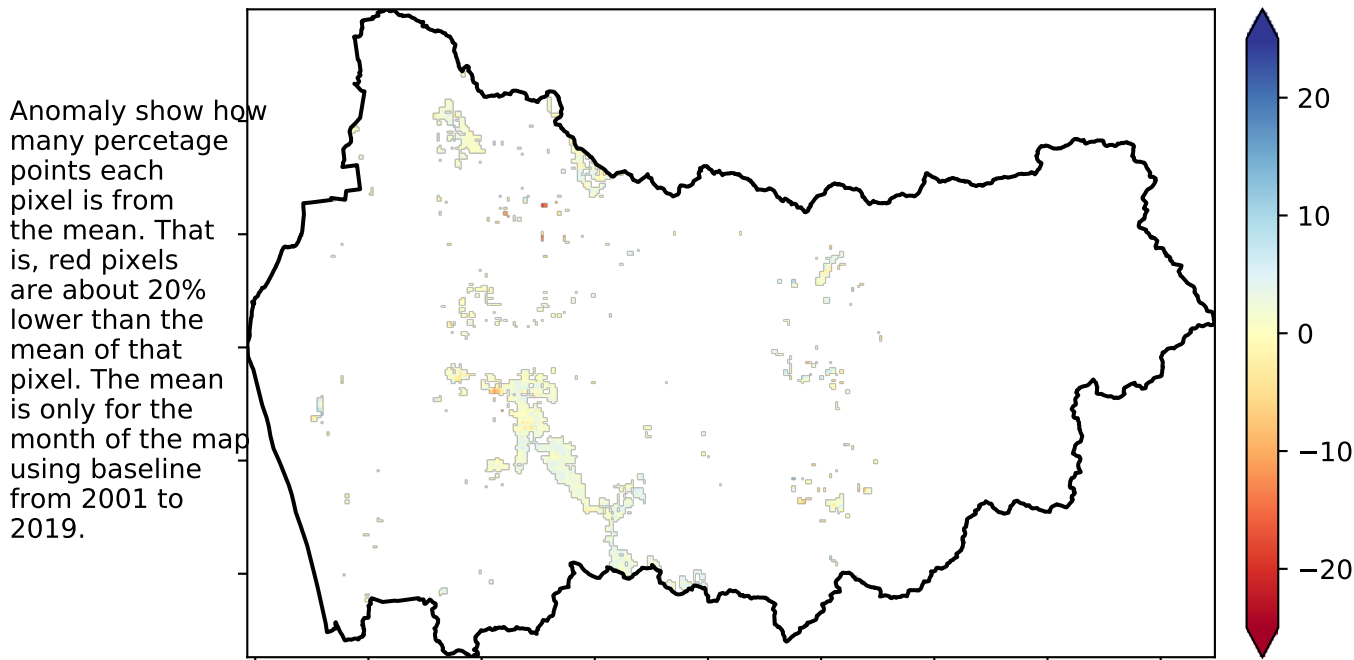 Anomaly show how
many percetage
points each
pixel is from
the mean. That
is, red pixels
are about 20%
lower than the
mean of that
pixel. The mean
is only for the
month of the map
using baseline
from 2001 to
2019.
20
10
0
−10
−20